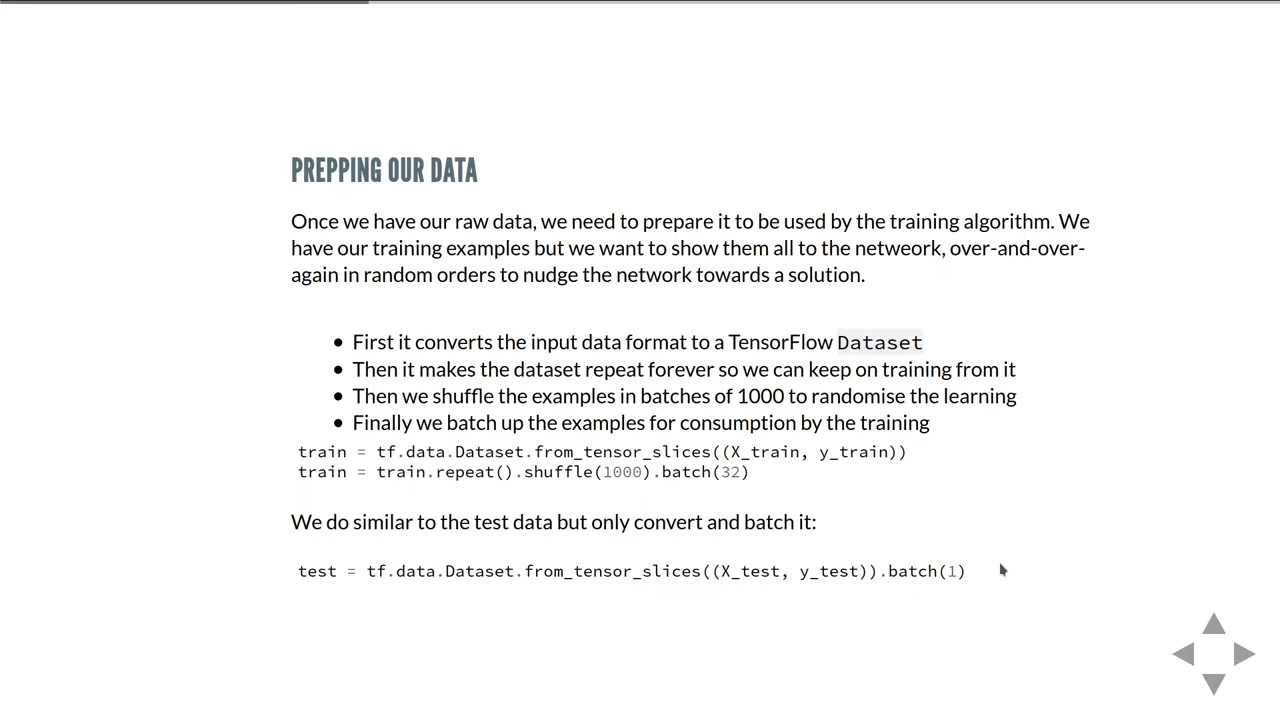 PREPPING OUR DATA
Once we have our raw data, we need to prepare it to be used by the training algorithm. We
have our training examples but we want to show them all to the netweork, over-and-over-
again in random orders to nudge the network towards a solution.
• First it converts the input data format to a TensorFlow Dataset
• Then it makes the dataset repeat forever so we can keep on training from it
• Then we shuffle the examples in batches of 1000 to randomise the learning
• Finally we batch up the examples for consumption by the training
train = tf.data.Dataset.from_tensor_slices((X_train, y_train))
train = train.repeat().shuffle(1000).batch(32)
We do similar to the test data but only convert and batch it:
test = tf.data.Dataset.from_tensor_slices((X_test, y_test)).batch(1)